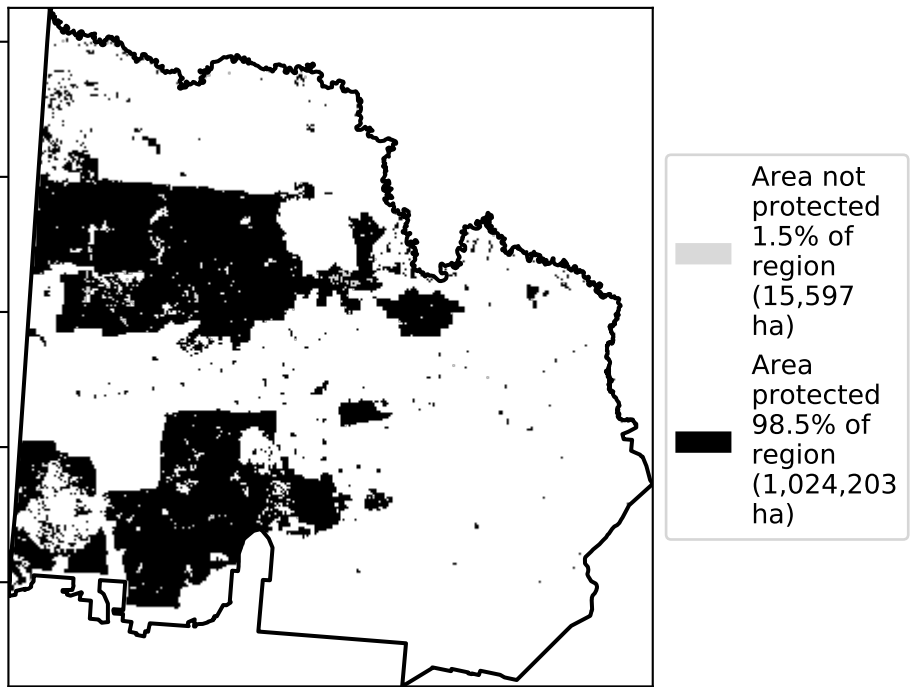 Area not
protected
1.5% of
region
(15,597
ha)
Area
protected
98.5% of
region
(1,024,203
ha)